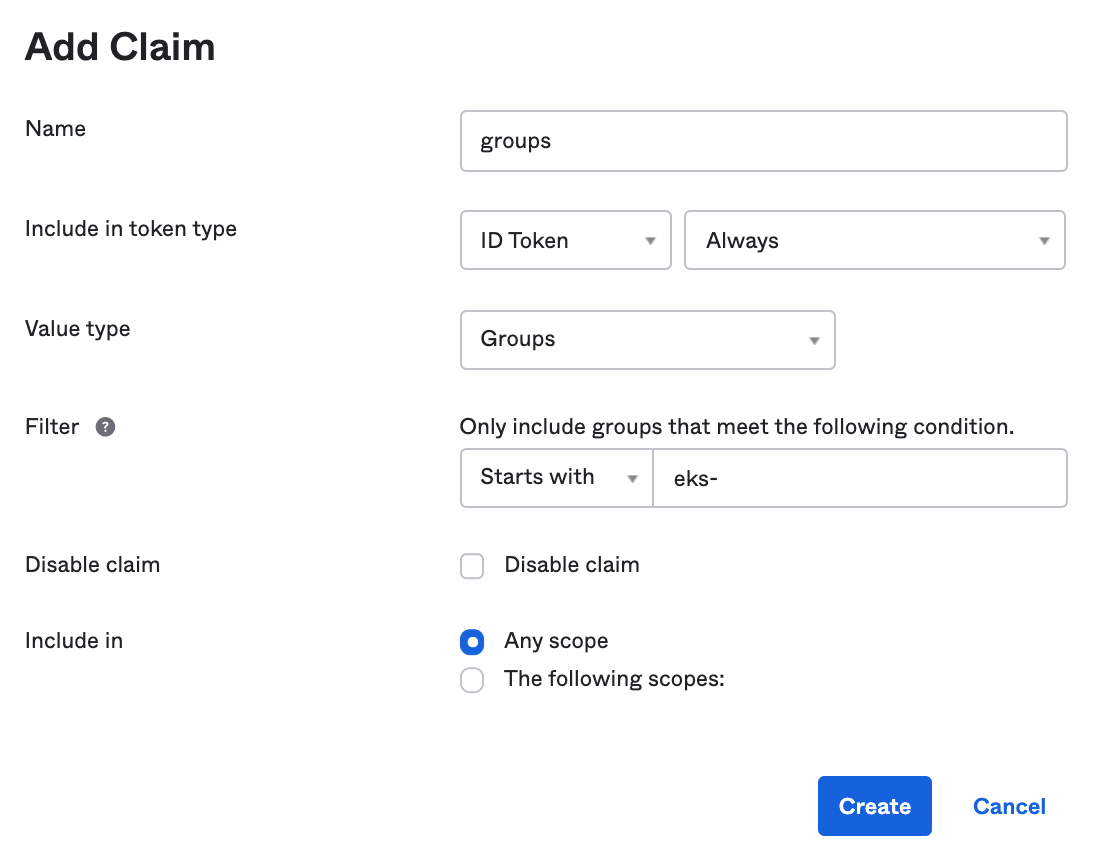 Add Claim
Name
groups
Include in token type
ID Token
Always
Value type
Groups
Filter ?
Only include groups that meet the following condition.
Starts with
eks-
Disable claim
Disable claim
Include in
Any scope
The following scopes:
Create
Cancel